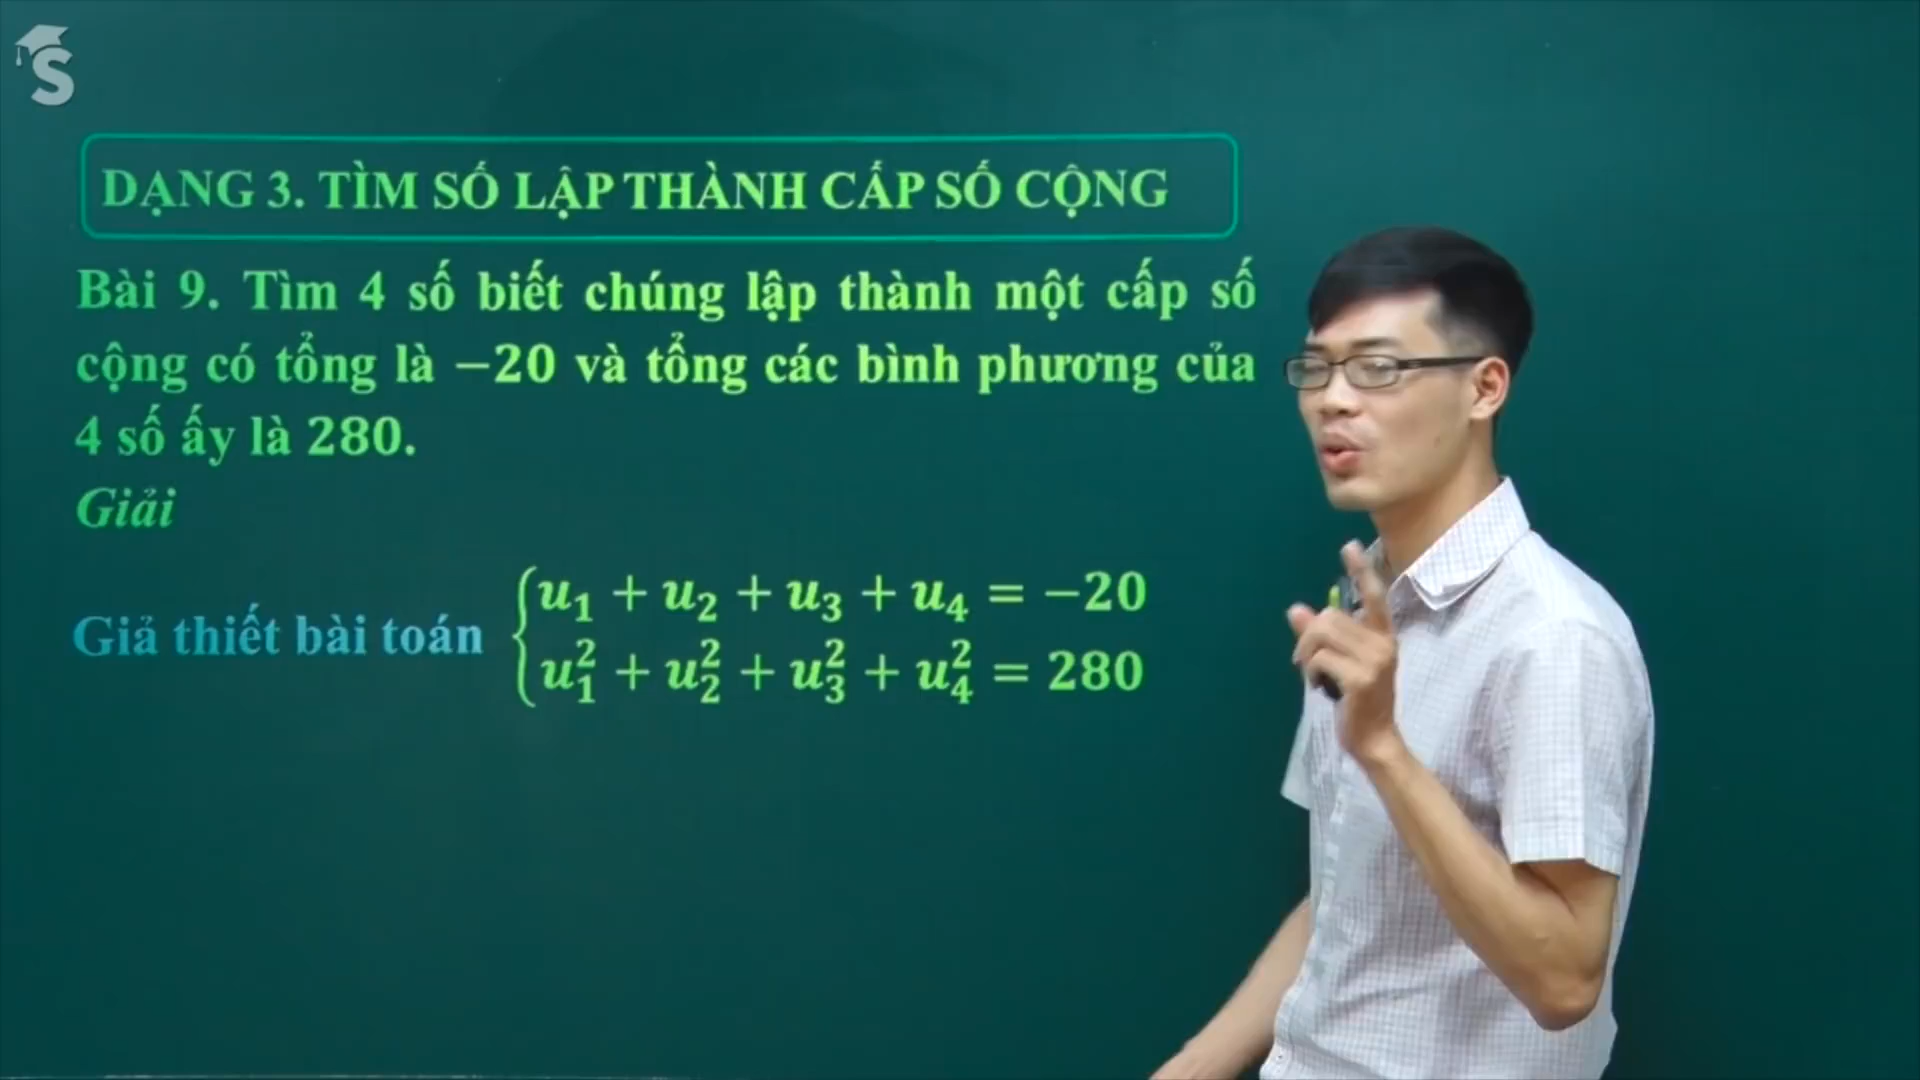 S
DẠNG 3. TÌM SỐ LẬP THÀNH CẤP SỐ CỘNG
Bài 9. Tìm 4 số biết chúng lập thành một cấp số
cộng có tổng là −20 và tổng các bình phương của
4 số ấy là 280.
Giải
Giả thiết bài toán { u₁ + u₂ + u₃ + u₄ = −20
u₁² + u₂² + u₃² + u₄² = 280